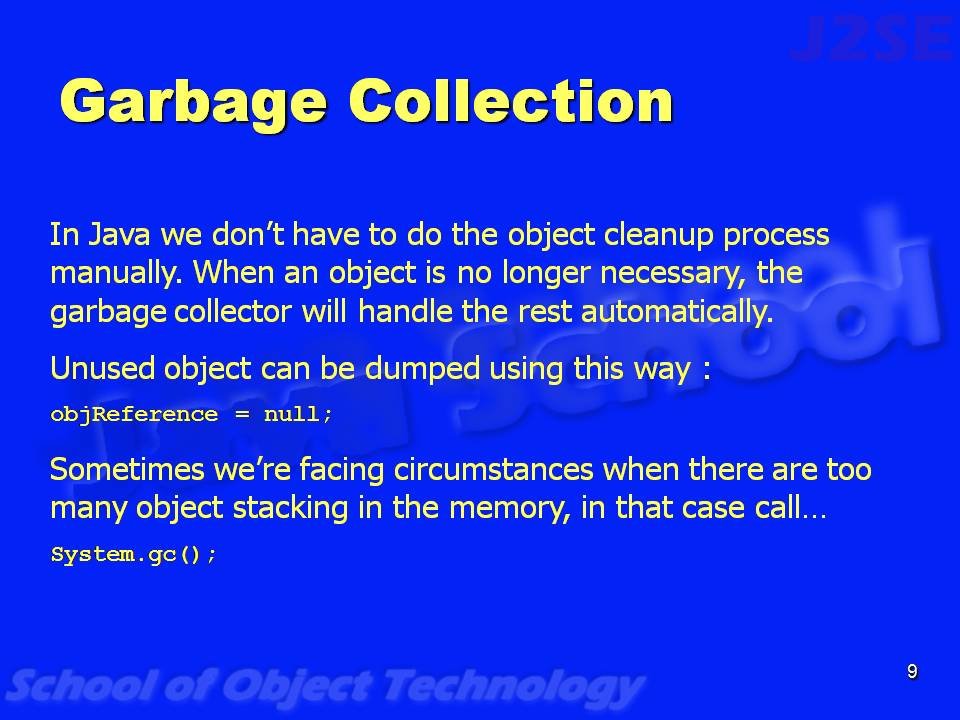 J2SE
Garbage Collection
In Java we don’t have to do the object cleanup process
manually. When an object is no longer necessary, the
garbage collector will handle the rest automatically.
Unused object can be dumped using this way :
objReference = null;
Sometimes we’re facing circumstances when there are too
many object stacking in the memory, in that case call…
System.gc();
Java School
School of Object Technology
9